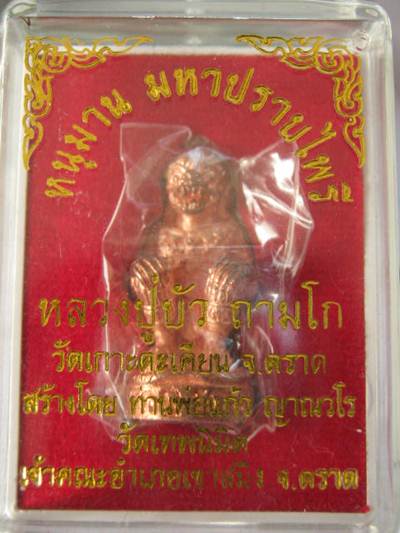 หนุมาน มหาปราบไพรี
หลวงปู่บัว ถามโก
วัดเกาะตะเคียน จ.ตราด
สร้างโดย ท่านพ่อแก้ว ญาณวโร
วัดเทพนิมิต
เจ้าคณะอำเภอเขาสมิง จ.ตราด